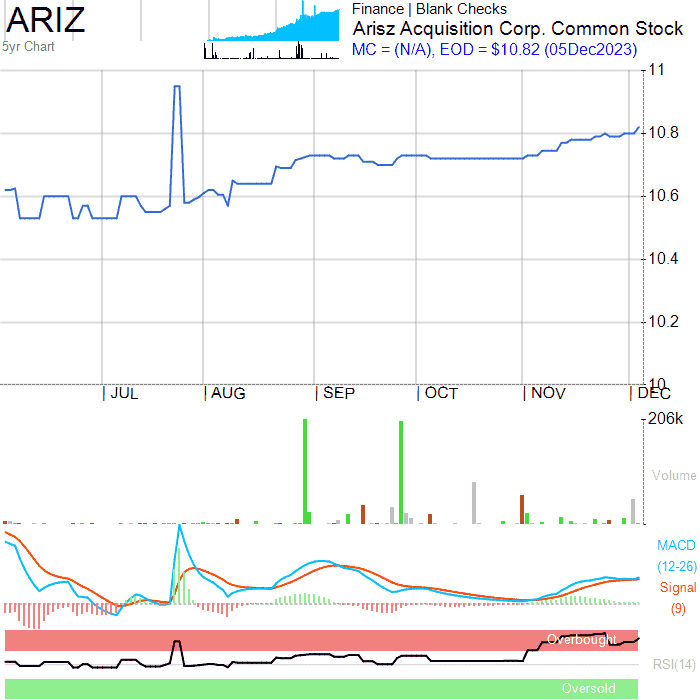 ARIZ
5yr Chart
Finance | Blank Checks
Arisz Acquisition Corp. Common Stock
MC = (N/A), EOD = $10.82 (05Dec2023)
11
10.8
10.6
10.4
10.2
10
JUL AUG SEP OCT NOV DEC
206k
Volume
MACD
(12-26)
Signal
(9)
Overbought
RSI(14)
Oversold